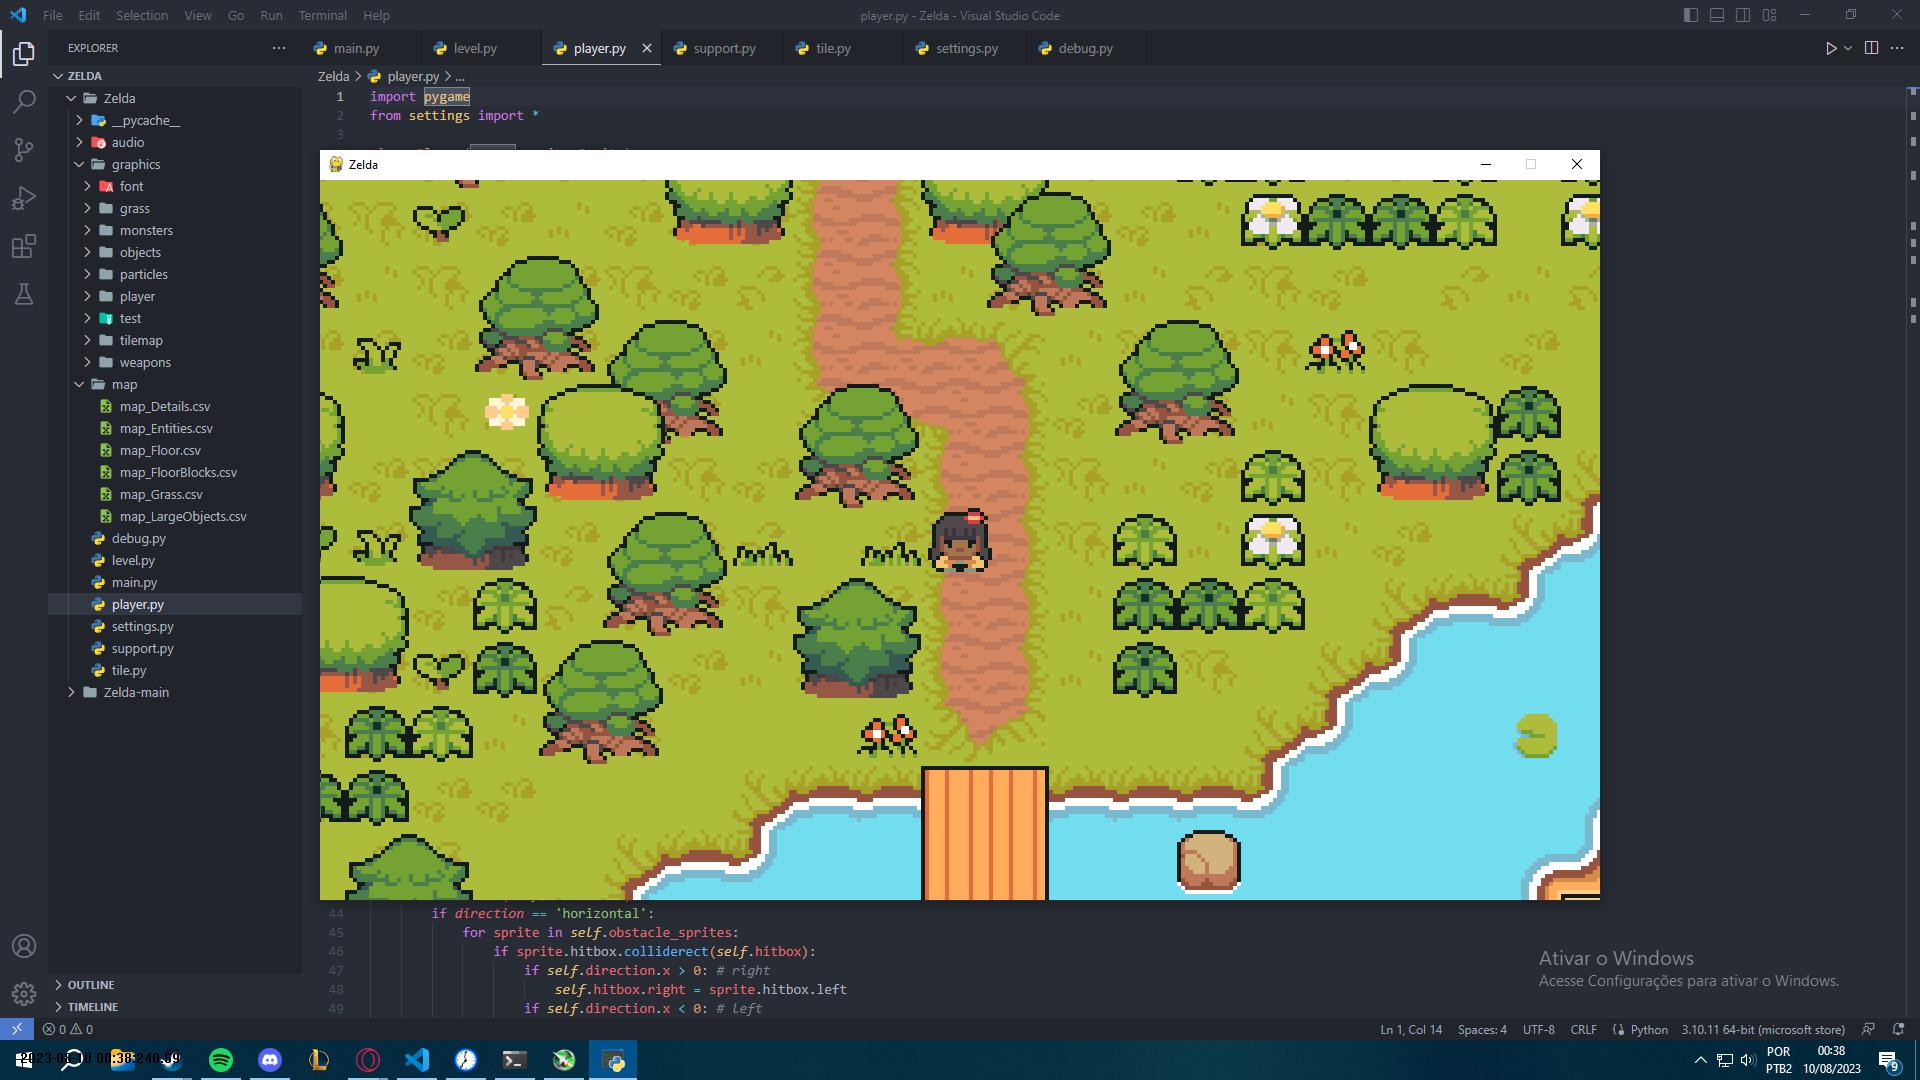 File Edit Selection View Go Run Terminal Help
player.py - Zelda - Visual Studio Code
EXPLORER
main.py level.py player.py support.py tile.py settings.py debug.py
ZELDA
Zelda > player.py > ...
Zelda
__pycache__
audio
graphics
font
grass
monsters
objects
particles
player
test
tilemap
weapons
map
map_Details.csv
map_Entities.csv
map_Floor.csv
map_FloorBlocks.csv
map_Grass.csv
map_LargeObjects.csv
debug.py
level.py
main.py
player.py
settings.py
support.py
tile.py
Zelda-main
OUTLINE
TIMELINE
1 import pygame
2 from settings import *
3
Zelda
44 if direction == 'horizontal':
45 for sprite in self.obstacle_sprites:
46 if sprite.hitbox.colliderect(self.hitbox):
47 if self.direction.x > 0: # right
48 self.hitbox.right = sprite.hitbox.left
49 if self.direction.x < 0: # left
Ativar o Windows
Acesse Configurações para ativar o Windows.
0 0
Ln 1, Col 14 Spaces: 4 UTF-8 CRLF Python 3.10.11 64-bit (microsoft store)
POR
PTB2
00:38
10/08/2023
9